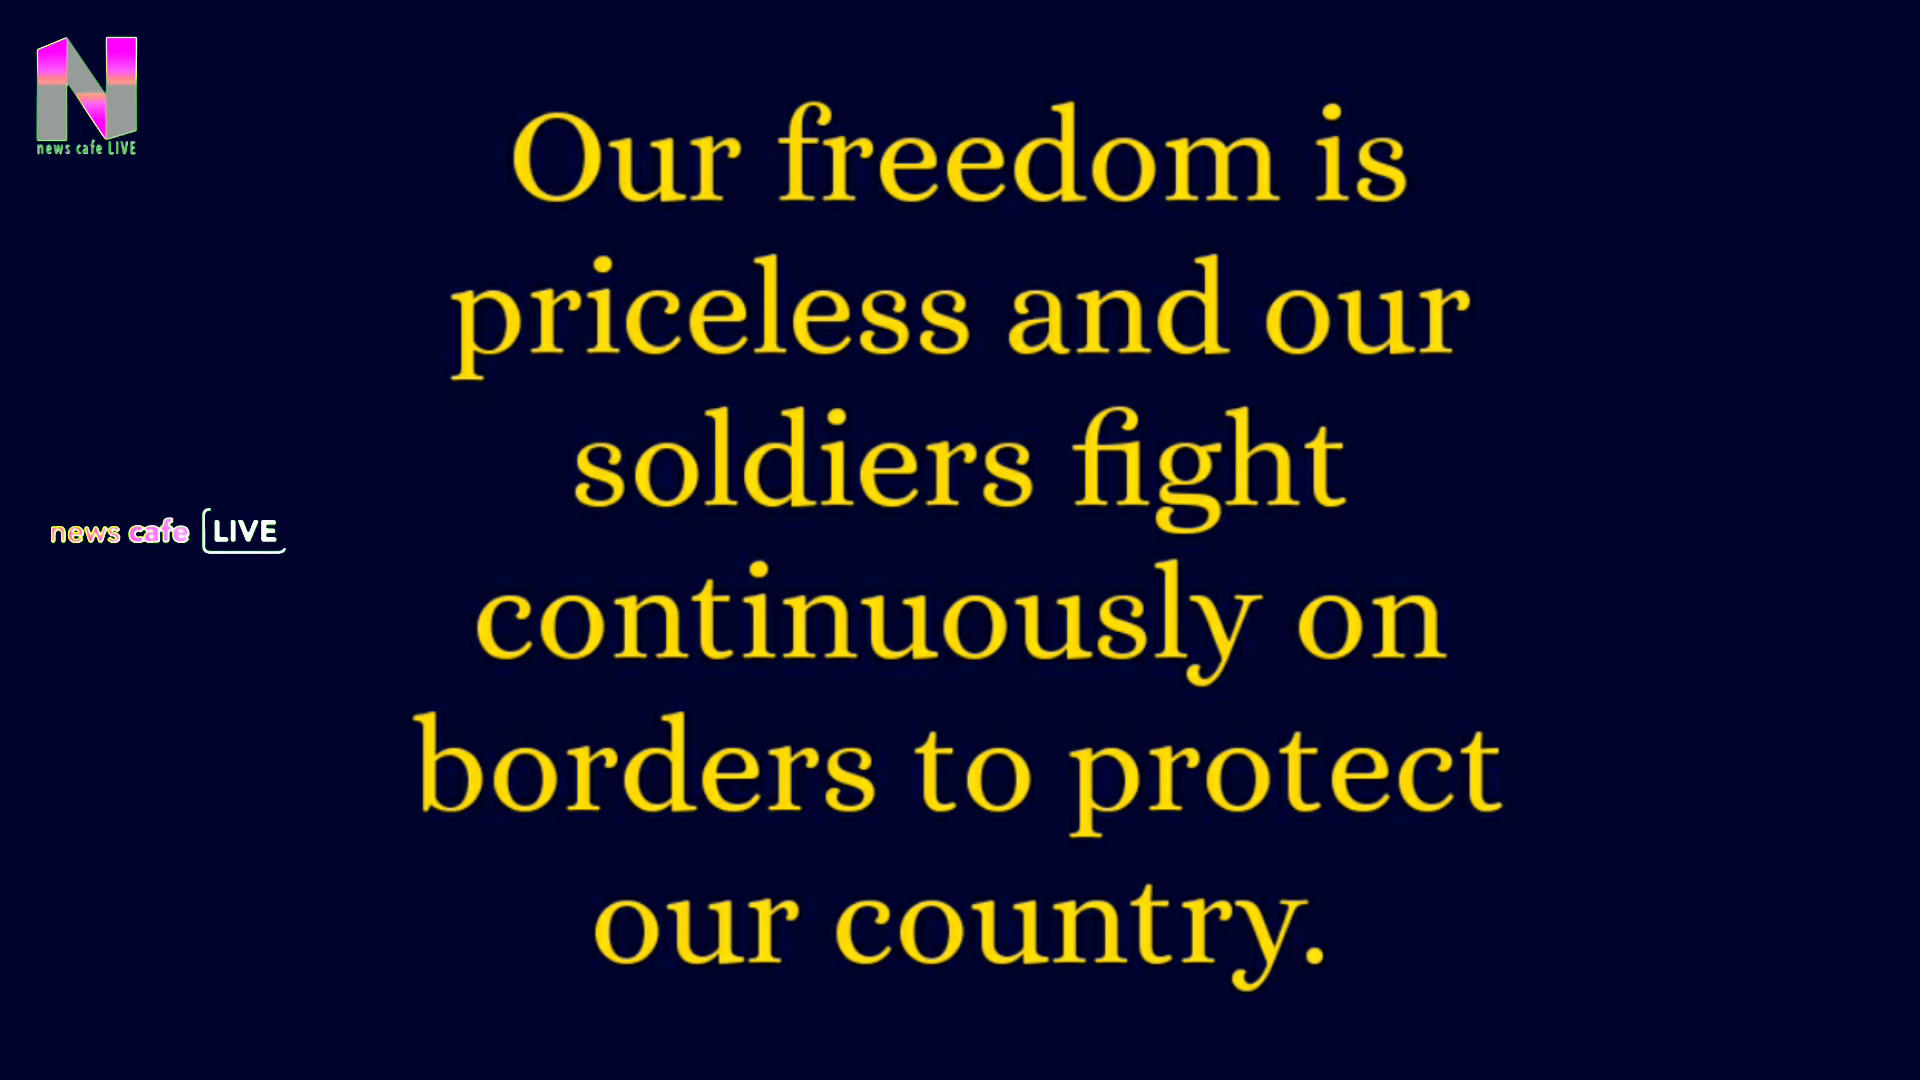 news cafe LIVE
Our freedom is
priceless and our
soldiers fight
continuously on
borders to protect
our country.
news cafe LIVE